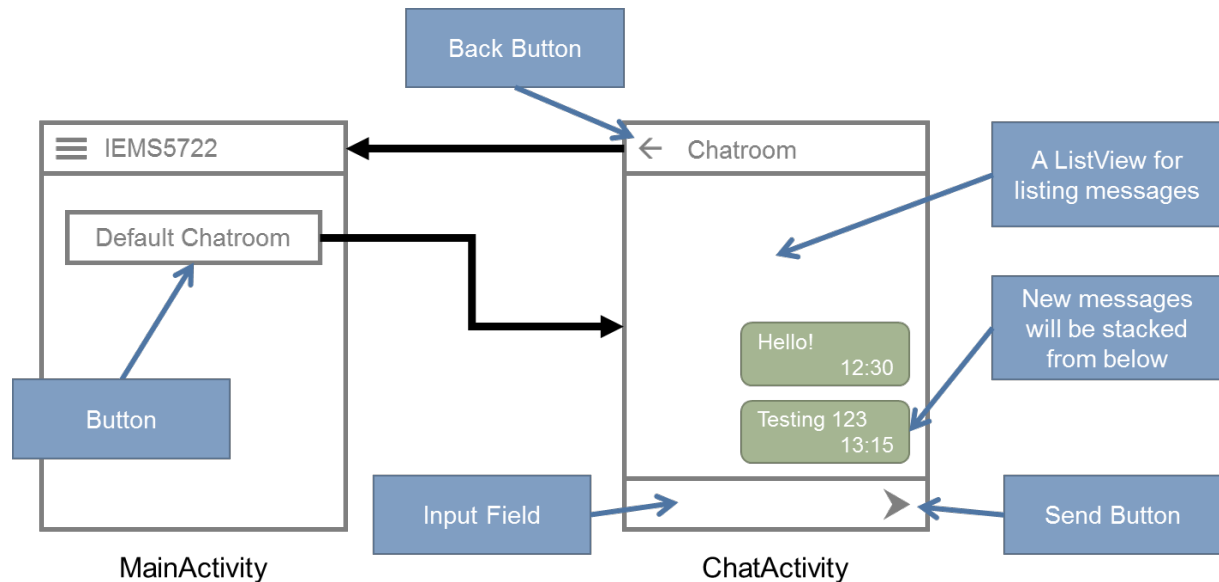 Back Button
IEMS5722
Chatroom
A ListView for
listing messages
Default Chatroom
New messages
will be stacked
from below
Hello!
12:30
Button
Testing 123
13:15
Input Field
Send Button
MainActivity
ChatActivity